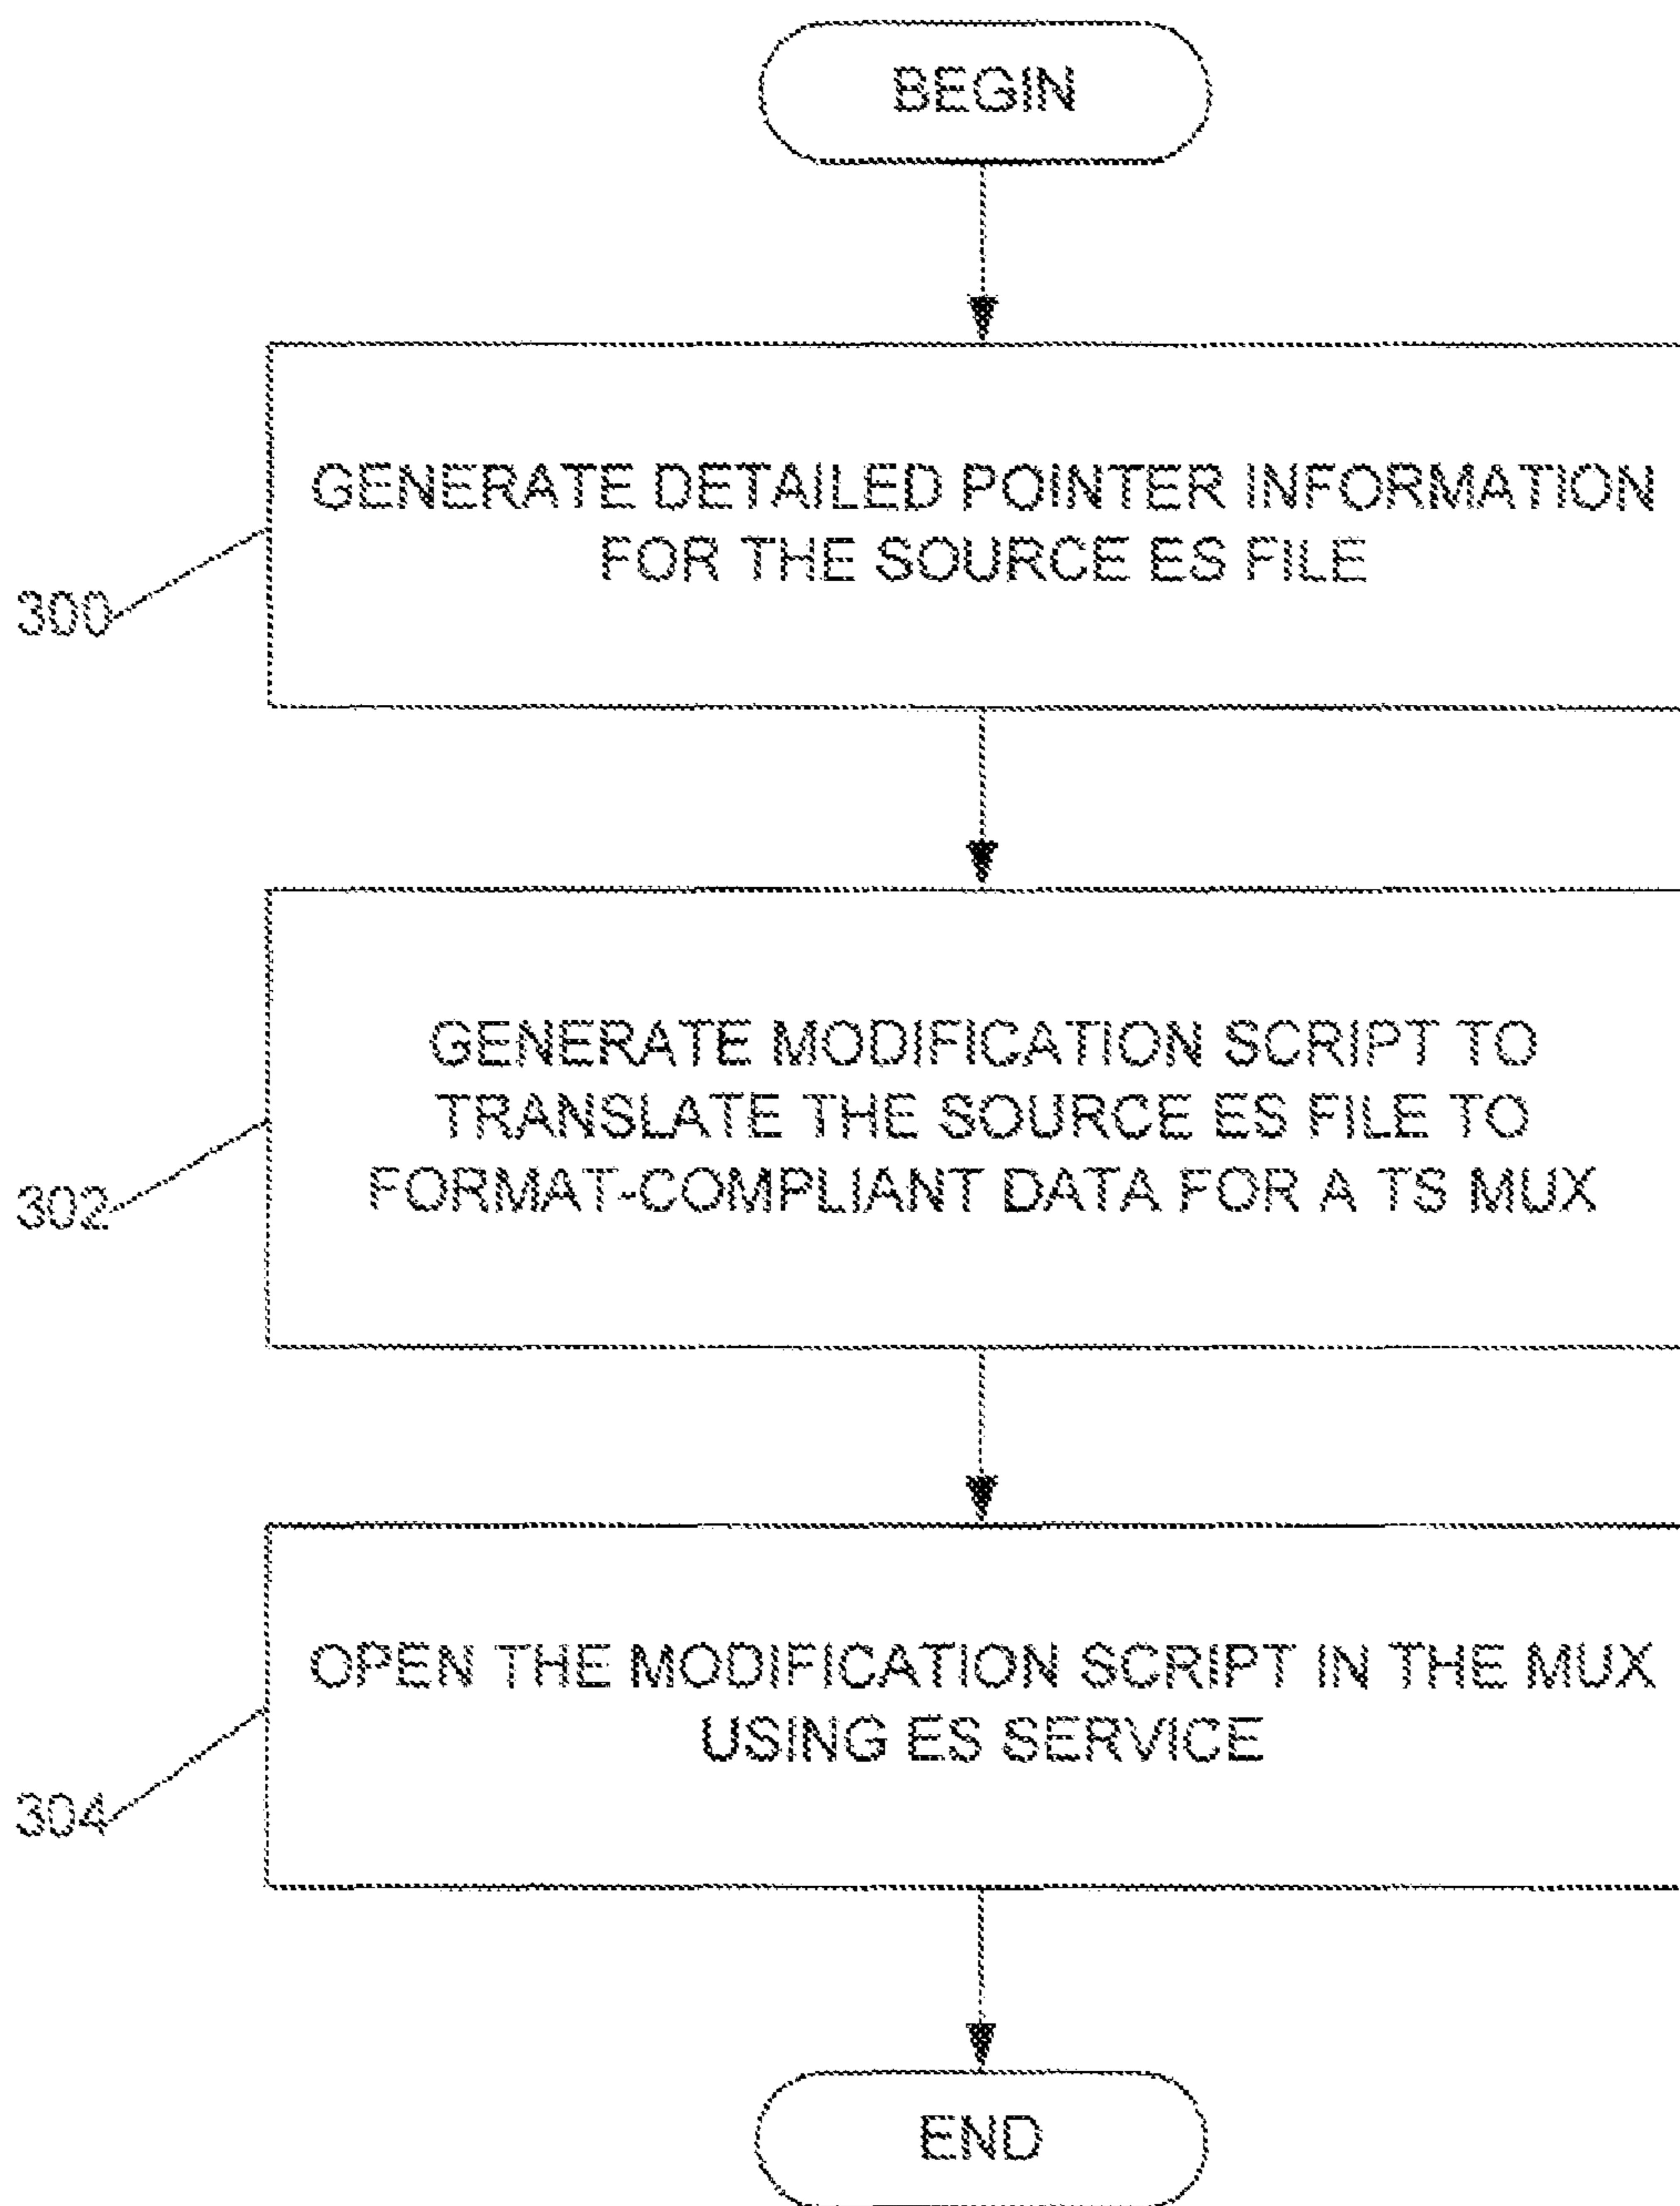 BEGIN
GENERATE DETAILED POINTER INFORMATION
FOR THE SOURCE ES FILE
300
GENERATE MODIFICATION SCRIPT TO
TRANSLATE THE SOURCE ES FILE TO
FORMAT-COMPLIANT DATA FOR A TS MUX
302
OPEN THE MODIFICATION SCRIPT IN THE MUX
USING ES SERVICE
304
END